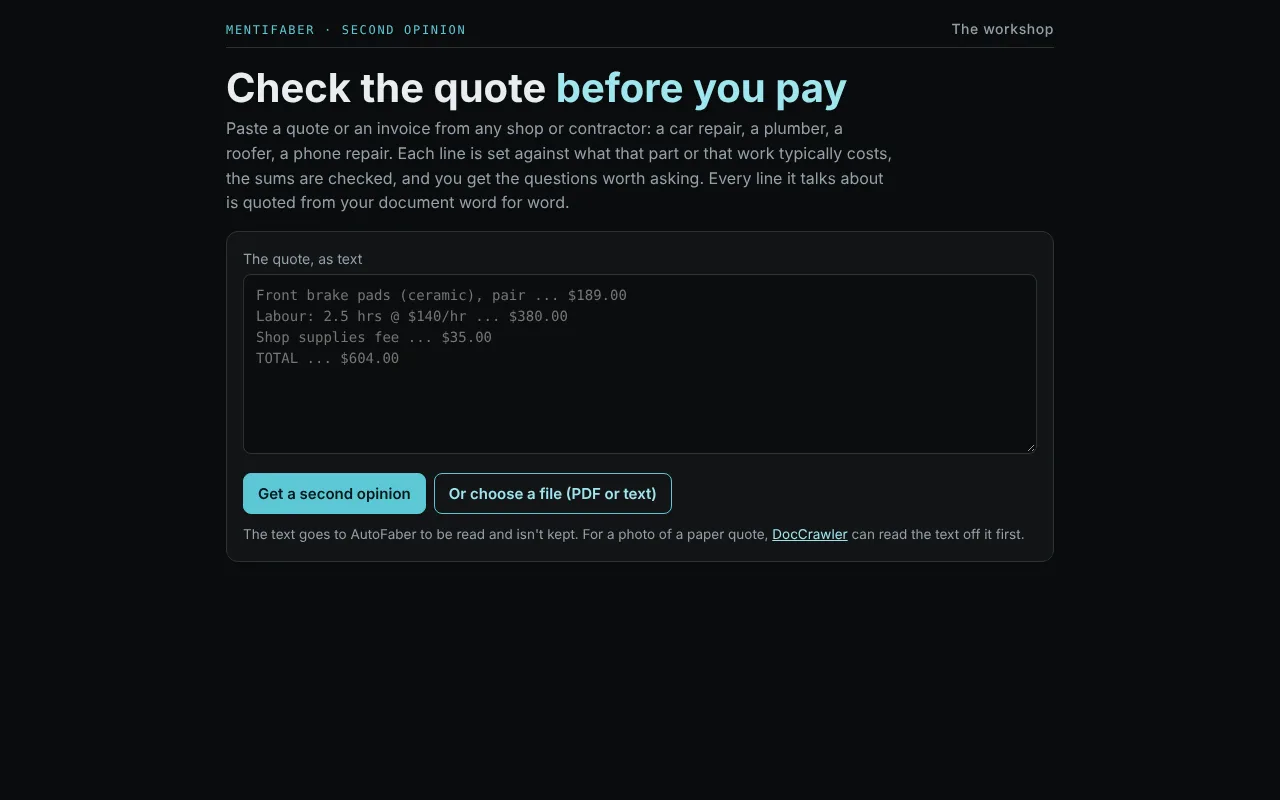 MENTIFABER · SECOND OPINION
The workshop
Check the quote before you pay
Paste a quote or an invoice from any shop or contractor: a car repair, a plumber, a
roofer, a phone repair. Each line is set against what that part or that work typically costs,
the sums are checked, and you get the questions worth asking. Every line it talks about
is quoted from your document word for word.
The quote, as text
Front brake pads (ceramic), pair ... $189.00
Labour: 2.5 hrs @ $140/hr ... $380.00
Shop supplies fee ... $35.00
TOTAL ... $604.00
Get a second opinion
Or choose a file (PDF or text)
The text goes to AutoFaber to be read and isn't kept. For a photo of a paper quote, DocCrawler can read the text off it first.